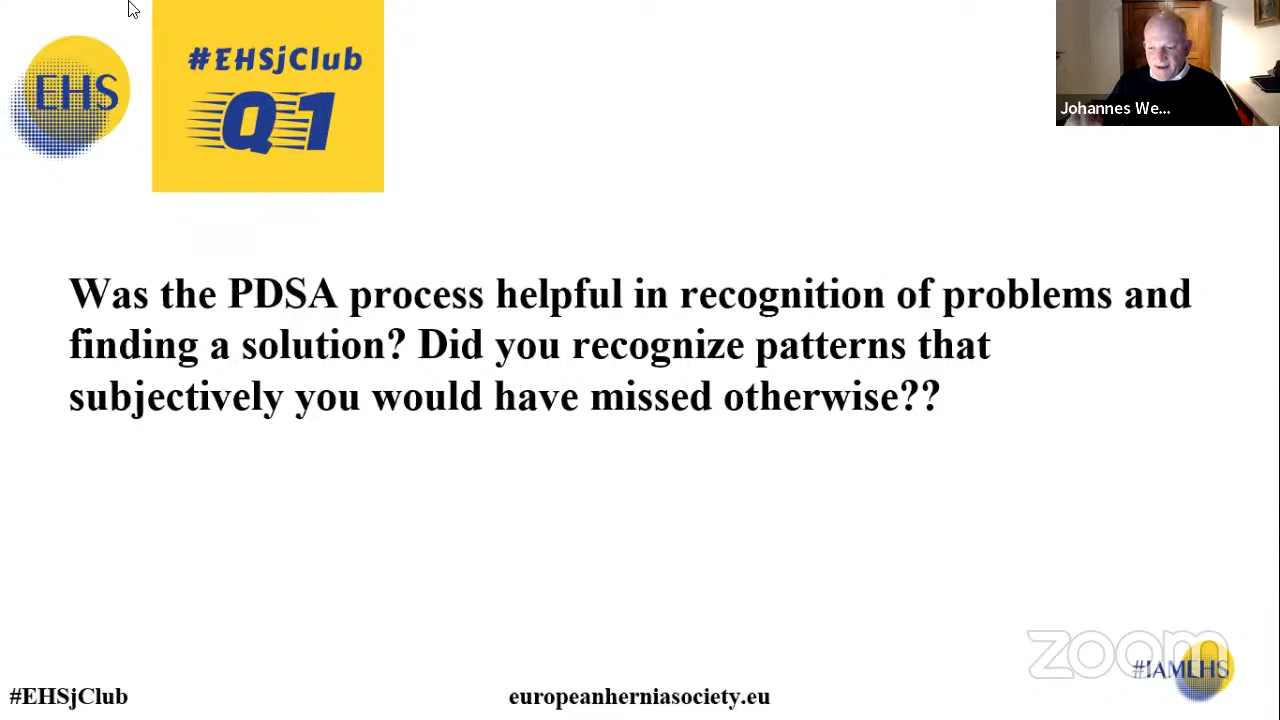 EHS
#EHSjClub
Q1
Johannes We...
Was the PDSA process helpful in recognition of problems and
finding a solution? Did you recognize patterns that
subjectively you would have missed otherwise??
zoom
#IAMEHS
#EHSjClub
europeanherniasociety.eu